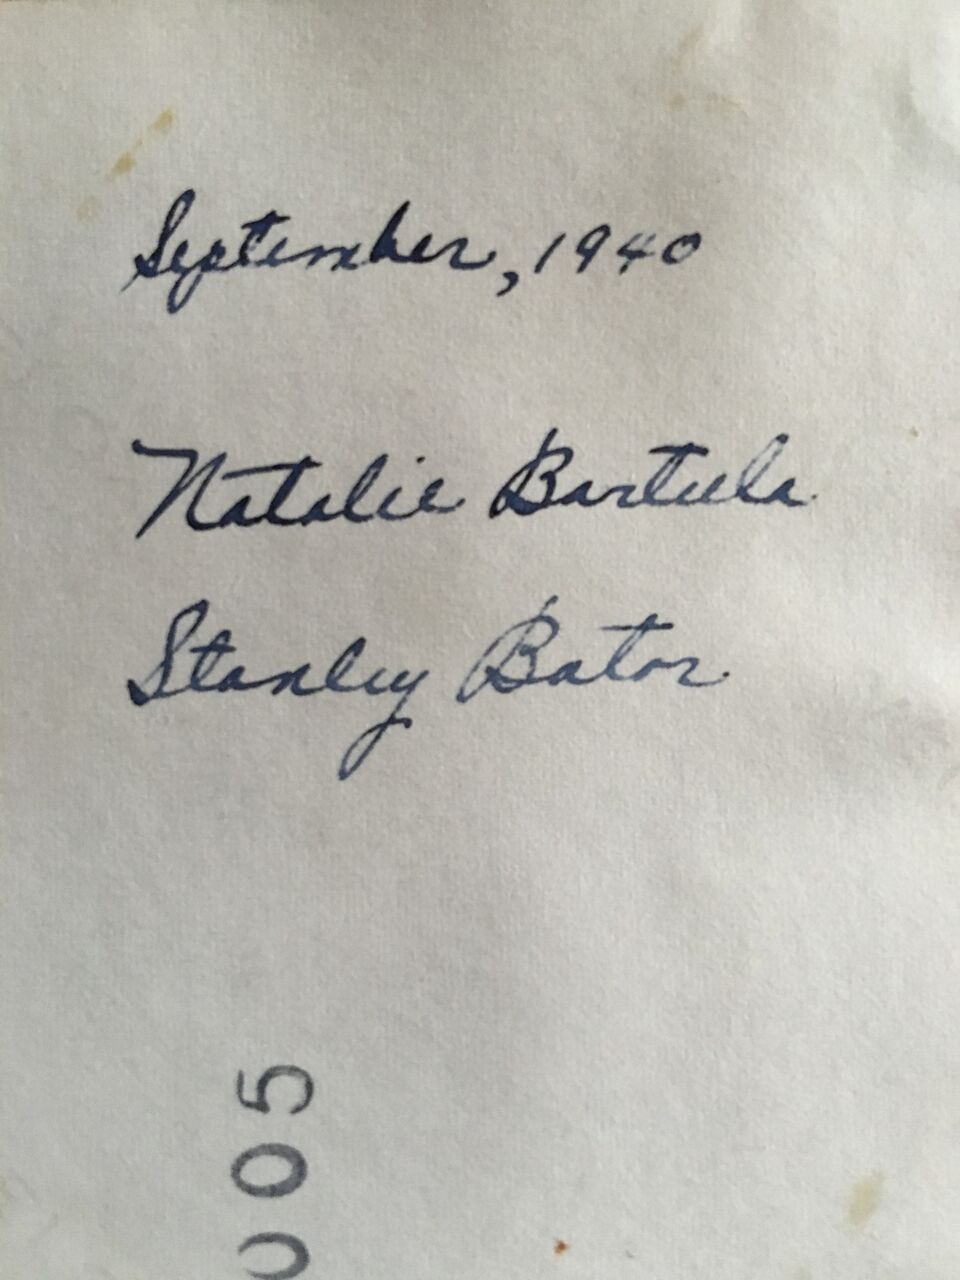 September, 1940
Natalie Bartula
Stanley Bator
005